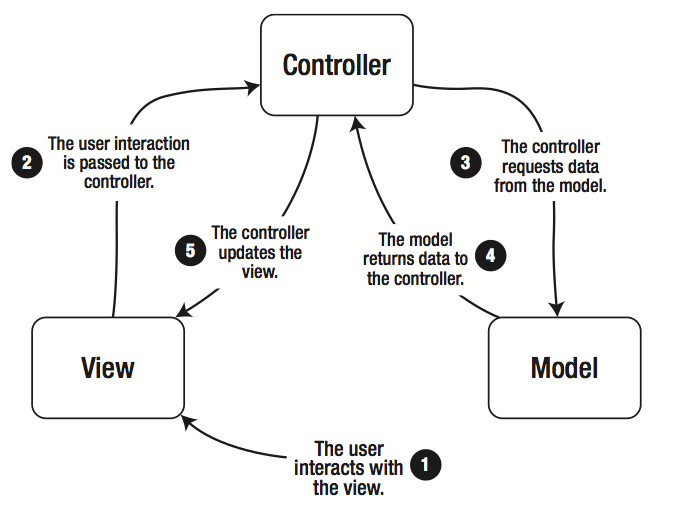 Controller
2
The user interaction
is passed to the
controller.
3
The controller
requests data
from the model.
5
The controller
updates the
view.
The model
returns data to
the controller.
4
View
Model
The user
interacts with
the view.
1